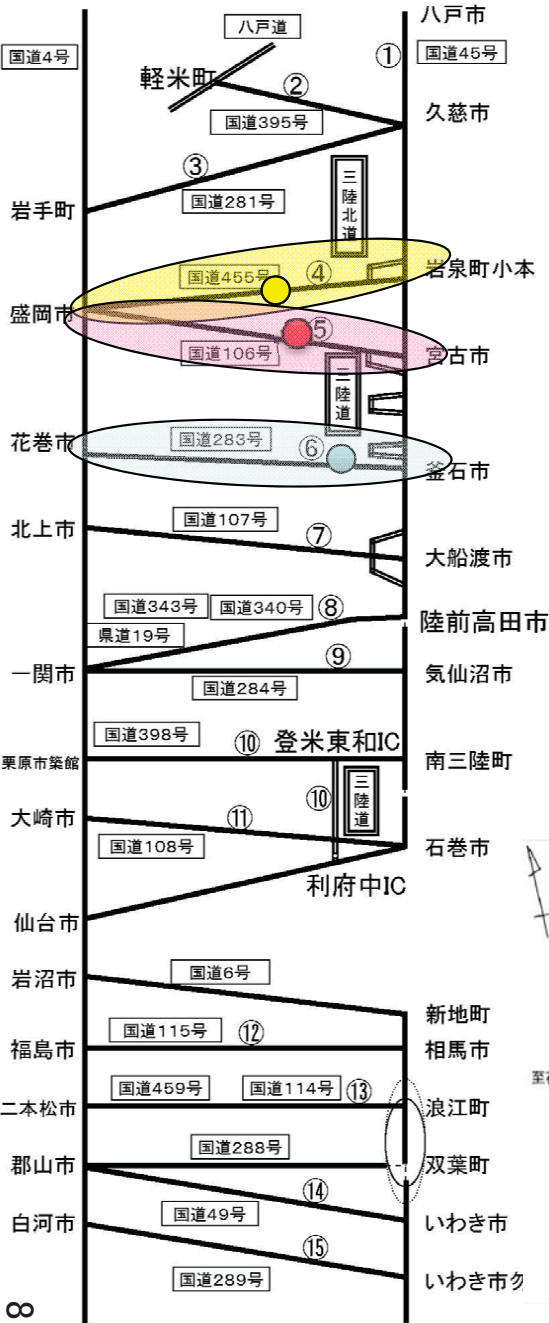 八戸市
八戸道
国道4号
①
国道45号
軽米町
②
久慈市
国道395号
③
国道281号
三陸北道
岩手町
国道455号
④
岩泉町小本
盛岡市
⑤
国道106号
宮古市
三陸道
花巻市
国道283号
⑥
釜石市
国道107号
北上市
⑦
大船渡市
国道343号
国道340号
⑧
陸前高田市
県道19号
⑨
一関市
気仙沼市
国道284号
国道398号
⑩
登米東和IC
栗原市築館
南三陸町
⑩
三陸道
大崎市
⑪
国道108号
石巻市
利府中IC
仙台市
岩沼市
国道6号
新地町
国道115号
⑫
福島市
相馬市
国道459号
国道114号
⑬
二本松市
浪江町
国道288号
郡山市
双葉町
⑭
国道49号
白河市
いわき市
⑮
国道289号
いわき市勿
8